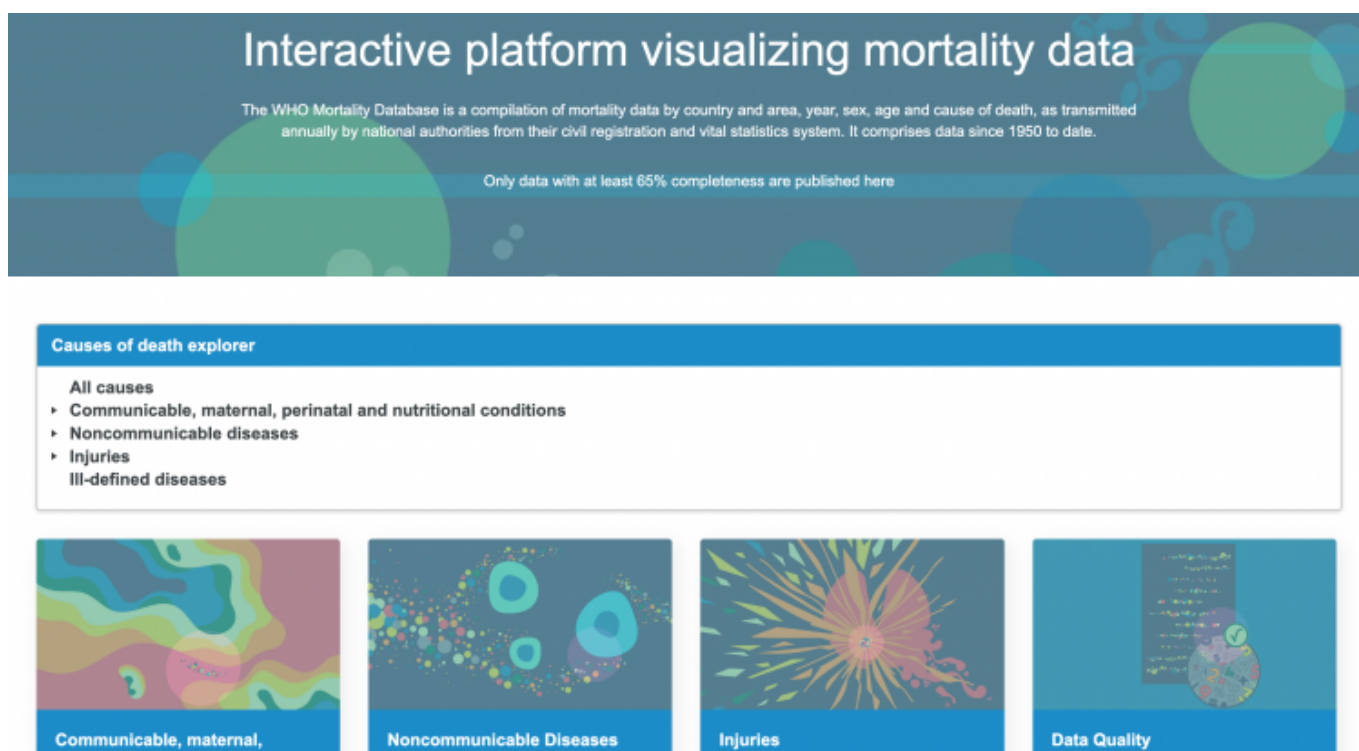 Interactive platform visualizing mortality data
The WHO Mortality Database is a compilation of mortality data by country and area, year, sex, age and cause of death, as transmitted
annually by national authorities from their civil registration and vital statistics system. It comprises data since 1950 to date.
Only data with at least 65% completeness are published here
Causes of death explorer
All causes
Communicable, maternal, perinatal and nutritional conditions
Noncommunicable diseases
Injuries
Ill-defined diseases
Communicable, maternal,
Noncommunicable Diseases
Injuries
Data Quality